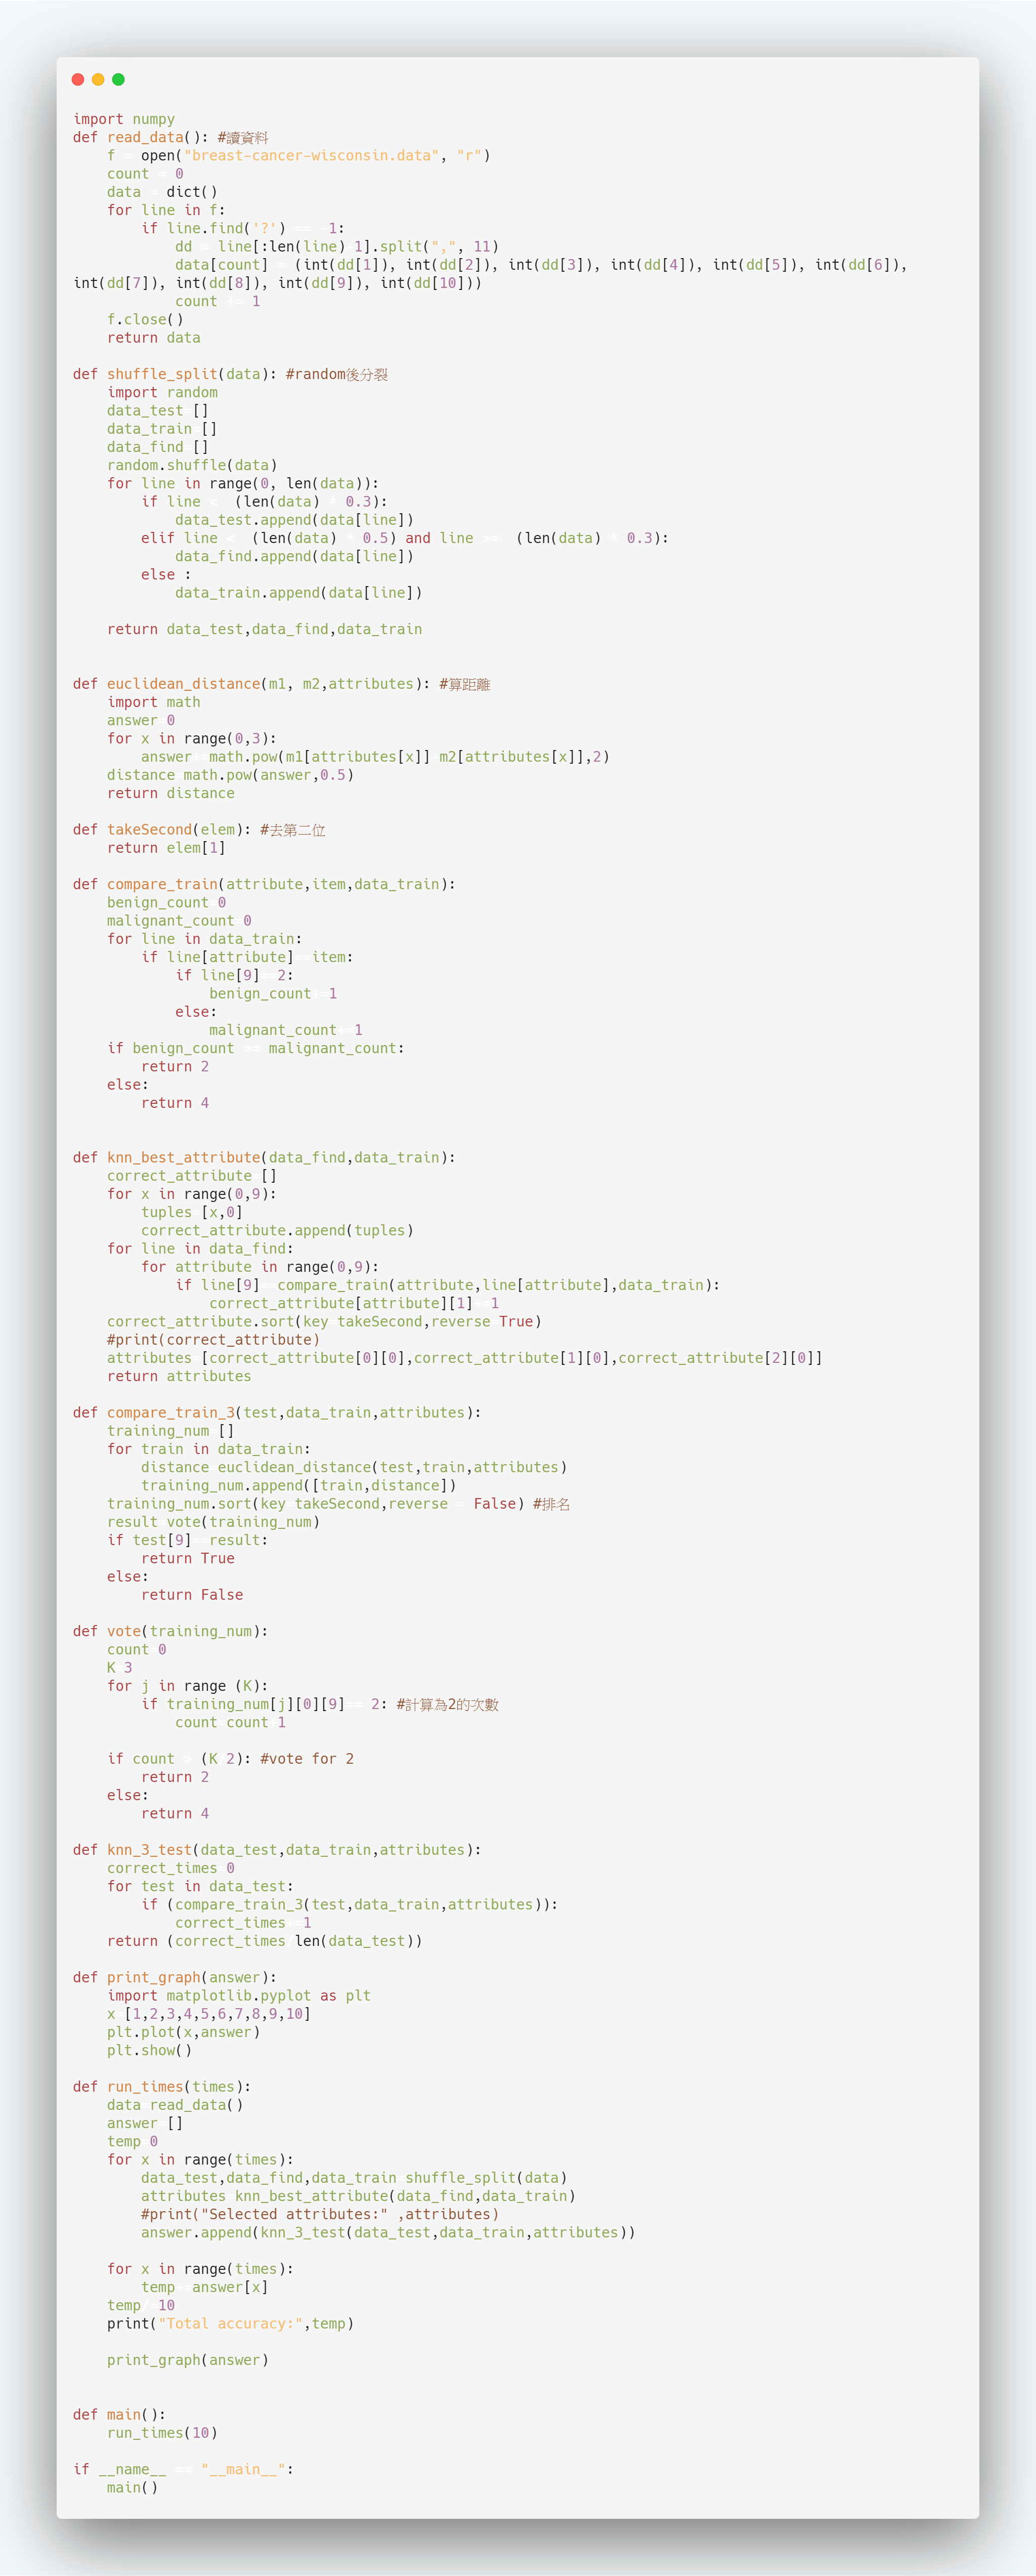 import numpy
def read_data(): #讀資料
    f = open("breast-cancer-wisconsin.data", "r")
    count = 0
    data = dict()
    for line in f:
        if line.find('?') == -1:
            dd = line[:len(line)-1].split(",", 11)
            data[count] = (int(dd[1]), int(dd[2]), int(dd[3]), int(dd[4]), int(dd[5]), int(dd[6]),
int(dd[7]), int(dd[8]), int(dd[9]), int(dd[10]))
            count += 1
    f.close()
    return data

def shuffle_split(data): #random後分裂
    import random
    data_test=[]
    data_train=[]
    data_find=[]
    random.shuffle(data)
    for line in range(0, len(data)):
        if line <  (len(data) * 0.3):
            data_test.append(data[line])
        elif line <  (len(data) * 0.5) and line >=  (len(data) * 0.3):
            data_find.append(data[line])
        else :
            data_train.append(data[line])

    return data_test,data_find,data_train


def euclidean_distance(m1, m2,attributes): #算距離
    import math
    answer=0
    for x in range(0,3):
        answer+=math.pow(m1[attributes[x]]-m2[attributes[x]],2)
    distance=math.pow(answer,0.5)
    return distance

def takeSecond(elem): #去第二位
    return elem[1]

def compare_train(attribute,item,data_train):
    benign_count=0
    malignant_count=0
    for line in data_train:
        if line[attribute]==item:
            if line[9]==2:
                benign_count+=1
            else:
                malignant_count+=1
    if benign_count >= malignant_count:
        return 2
    else:
        return 4


def knn_best_attribute(data_find,data_train):
    correct_attribute=[]
    for x in range(0,9):
        tuples=[x,0]
        correct_attribute.append(tuples)
    for line in data_find:
        for attribute in range(0,9):
            if line[9]==compare_train(attribute,line[attribute],data_train):
                correct_attribute[attribute][1]+=1
    correct_attribute.sort(key=takeSecond,reverse=True)
    #print(correct_attribute)
    attributes=[correct_attribute[0][0],correct_attribute[1][0],correct_attribute[2][0]]
    return attributes

def compare_train_3(test,data_train,attributes):
    training_num=[]
    for train in data_train:
        distance=euclidean_distance(test,train,attributes)
        training_num.append([train,distance])
    training_num.sort(key=takeSecond,reverse = False) #排名
    result=vote(training_num)
    if test[9]==result:
        return True
    else:
        return False

def vote(training_num):
    count=0
    K=3
    for j in range (K):
        if training_num[j][0][9]== 2: #計算為2的次數
            count=count+1

    if count > (K/2): #vote for 2
        return 2
    else:
        return 4

def knn_3_test(data_test,data_train,attributes):
    correct_times=0
    for test in data_test:
        if (compare_train_3(test,data_train,attributes)):
            correct_times+=1
    return (correct_times/len(data_test))

def print_graph(answer):
    import matplotlib.pyplot as plt
    x=[1,2,3,4,5,6,7,8,9,10]
    plt.plot(x,answer)
    plt.show()

def run_times(times):
    data=read_data()
    answer=[]
    temp=0
    for x in range(times):
        data_test,data_find,data_train=shuffle_split(data)
        attributes=knn_best_attribute(data_find,data_train)
        #print("Selected attributes:" ,attributes)
        answer.append(knn_3_test(data_test,data_train,attributes))

    for x in range(times):
        temp+=answer[x]
    temp/=10
    print("Total accuracy:",temp)

    print_graph(answer)


def main():
    run_times(10)

if __name__ == "__main__":
    main()